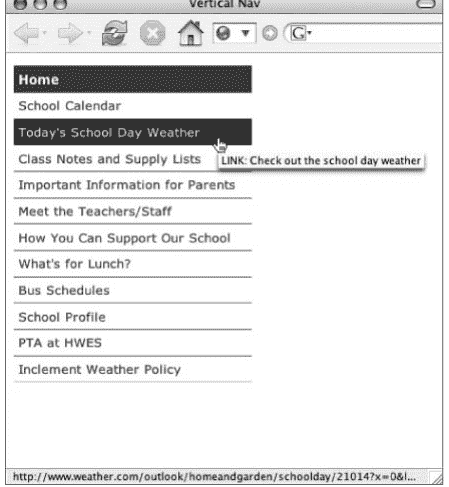 Vertical Nav
G
Home
School Calendar
Today's School Day Weather
LINK: Check out the school day weather
Class Notes and Supply Lists
Important Information for Parents
Meet the Teachers/Staff
How You Can Support Our School
What's for Lunch?
Bus Schedules
School Profile
PTA at HWES
Inclement Weather Policy
http://www.weather.com/outlook/homeandgarden/schoolday/21014?x=0&l...